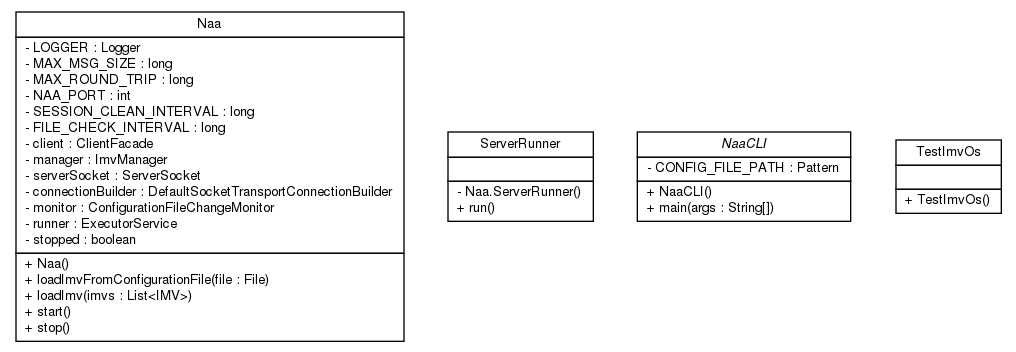 Naa
- LOGGER : Logger
- MAX_MSG_SIZE : long
- MAX_ROUND_TRIP : long
- NAA_PORT : int
- SESSION_CLEAN_INTERVAL : long
- FILE_CHECK_INTERVAL : long
- client : ClientFacade
- manager : ImvManager
- serverSocket : ServerSocket
- connectionBuilder : DefaultSocketTransportConnectionBuilder
- monitor : ConfigurationFileChangeMonitor
- runner : ExecutorService
- stopped : boolean
+ Naa()
+ loadImvFromConfigurationFile(file : File)
+ loadImv(imvs : List<IMV>)
+ start()
+ stop()
ServerRunner
- Naa.ServerRunner()
+ run()
NaaCLI
- CONFIG_FILE_PATH : Pattern
+ NaaCLI()
+ main(args : String[])
TestImvOs
+ TestImvOs()